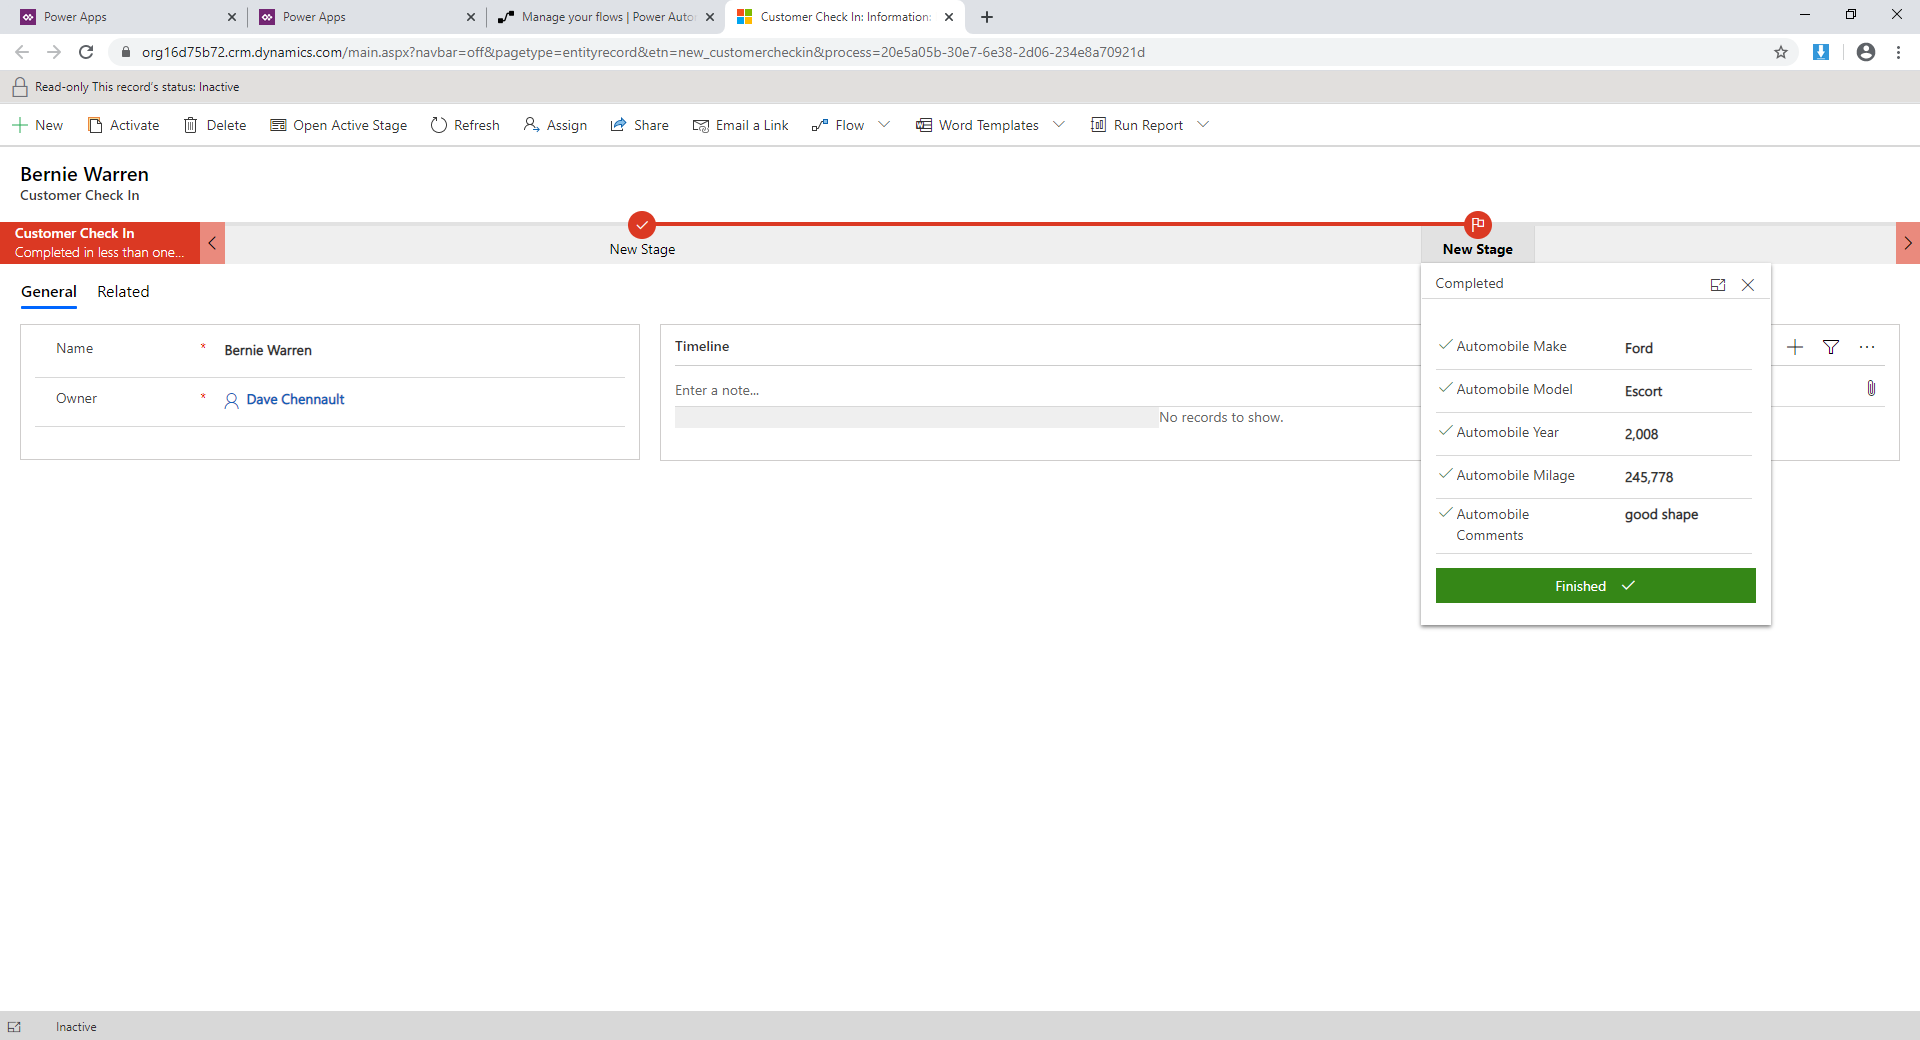 Power Apps
Power Apps
Manage your flows | Power Auto
Customer Check In: Information:
org16d75b72.crm.dynamics.com/main.aspx?navbar=off&pagetype=entityrecord&etn=new_customercheckin&process=20e5a05b-30e7-6e38-2d06-234e8a70921d
Read-only This record's status: Inactive
New Activate Delete Open Active Stage Refresh Assign Share Email a Link Flow Word Templates Run Report
Bernie Warren
Customer Check In
Customer Check In
Completed in less than one...
New Stage
New Stage
General Related
Completed
Name * Bernie Warren
Owner * Dave Chennault
Timeline
Enter a note...
No records to show.
Automobile Make Ford
Automobile Model Escort
Automobile Year 2,008
Automobile Milage 245,778
Automobile Comments good shape
Finished
Inactive